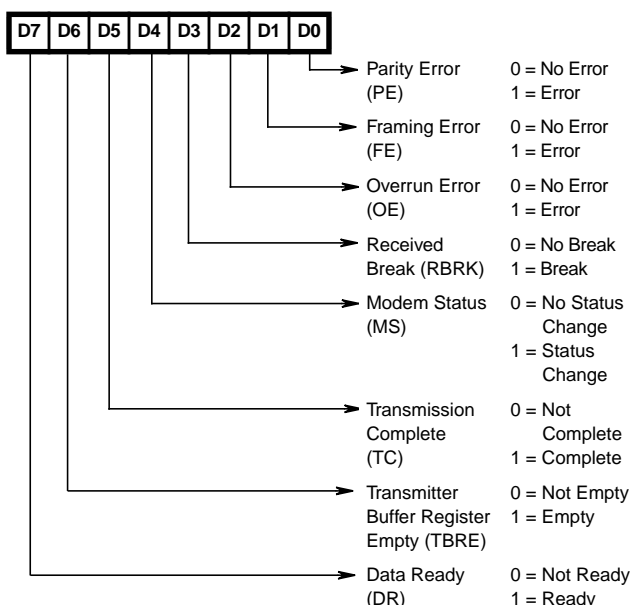 D7 D6 D5 D4 D3 D2 D1 D0
Parity Error 0 = No Error
(PE) 1 = Error
Framing Error 0 = No Error
(FE) 1 = Error
Overrun Error 0 = No Error
(OE) 1 = Error
Received 0 = No Break
Break (RBRK) 1 = Break
Modem Status 0 = No Status
(MS) Change
1 = Status
Change
Transmission 0 = Not
Complete Complete
(TC) 1 = Complete
Transmitter 0 = Not Empty
Buffer Register 1 = Empty
Empty (TBRE)
Data Ready 0 = Not Ready
(DR) 1 = Ready